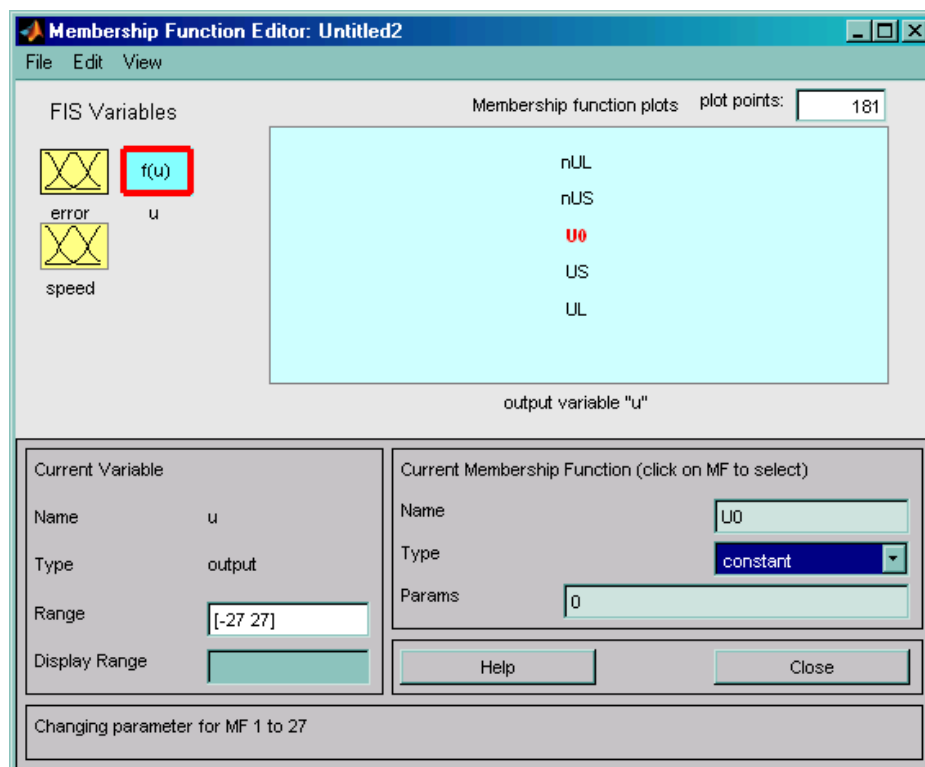 Membership Function Editor: Untitled2
File Edit View
FIS Variables
Membership function plots plot points: 181
f(u)
error u
speed
nUL
nUS
U0
US
UL
output variable "u"
Current Variable
Name u
Type output
Range [-27 27]
Display Range
Current Membership Function (click on MF to select)
Name U0
Type constant
Params 0
Help Close
Changing parameter for MF 1 to 27